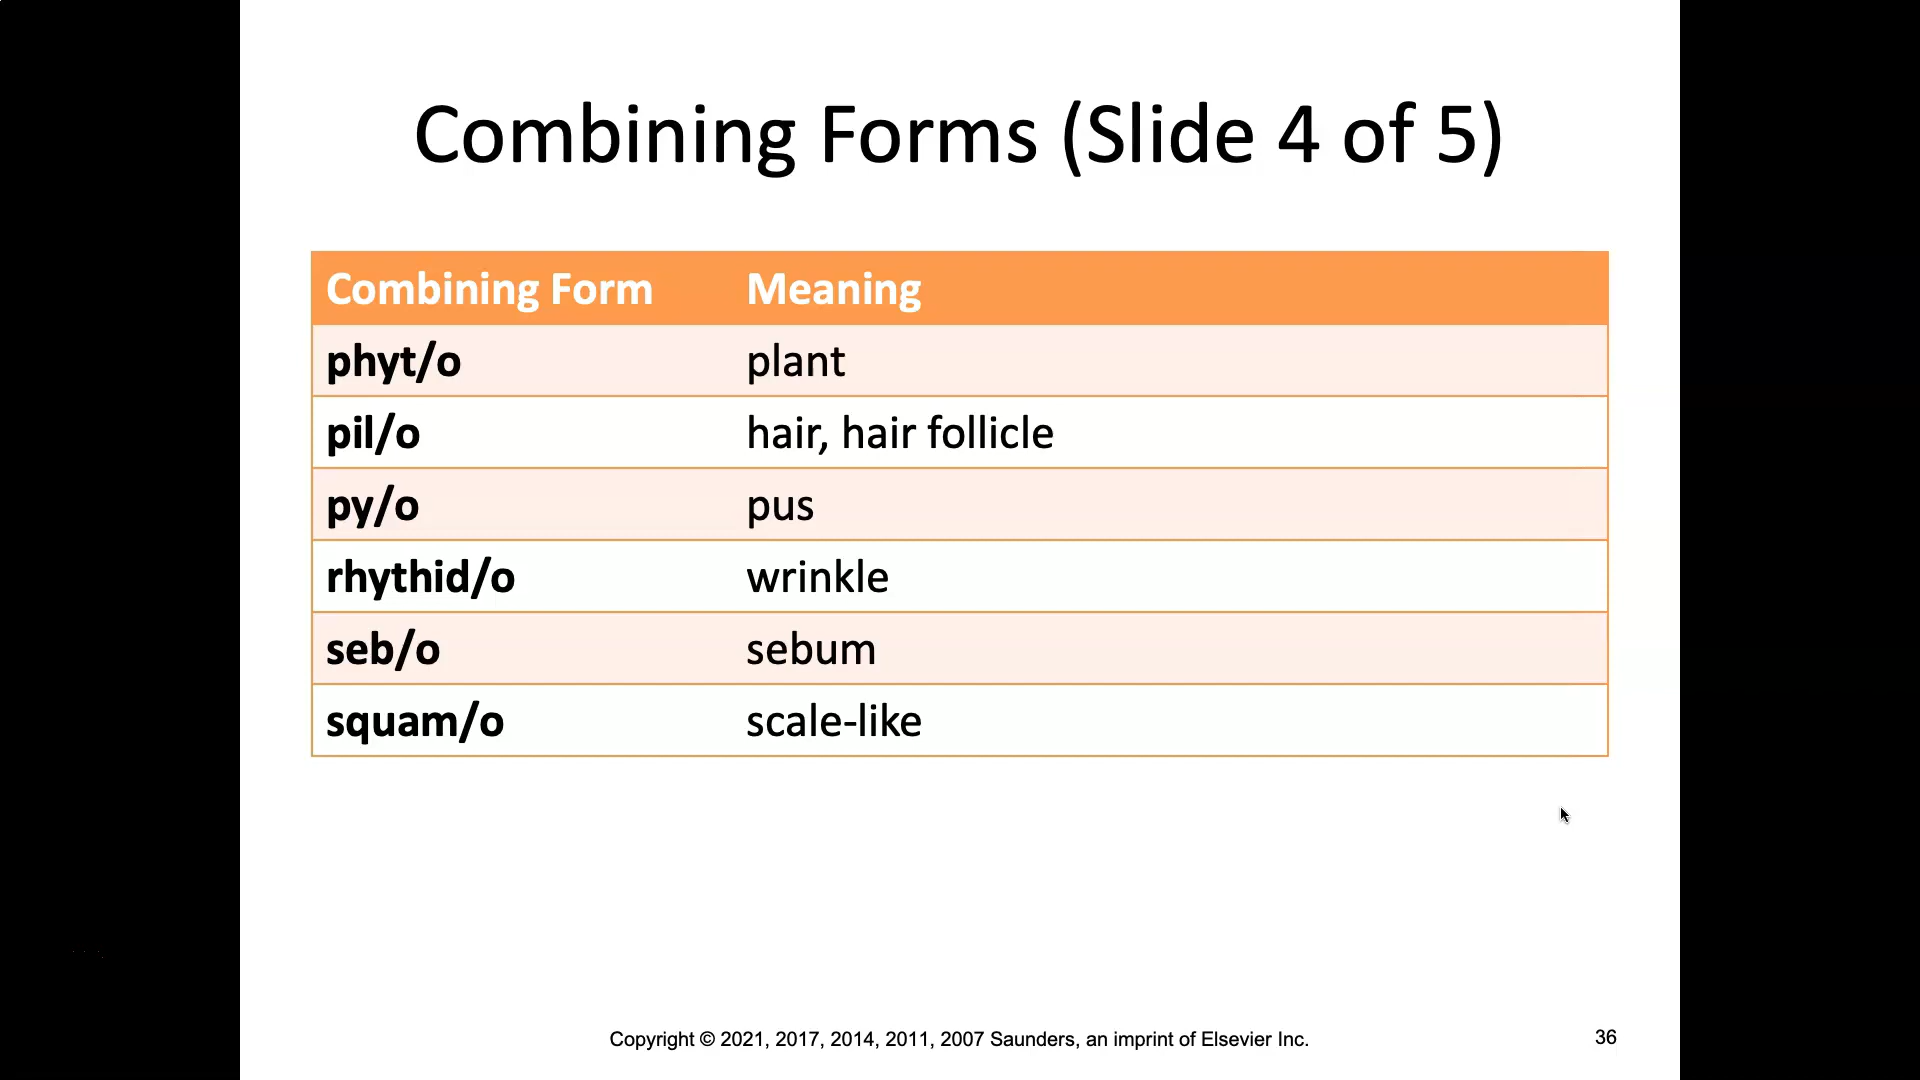 Combining Forms (Slide 4 of 5)
Combining Form Meaning
phyt/o plant
pil/o hair, hair follicle
py/o pus
rhythid/o wrinkle
seb/o sebum
squam/o scale-like
Copyright © 2021, 2017, 2014, 2011, 2007 Saunders, an imprint of Elsevier Inc. 36